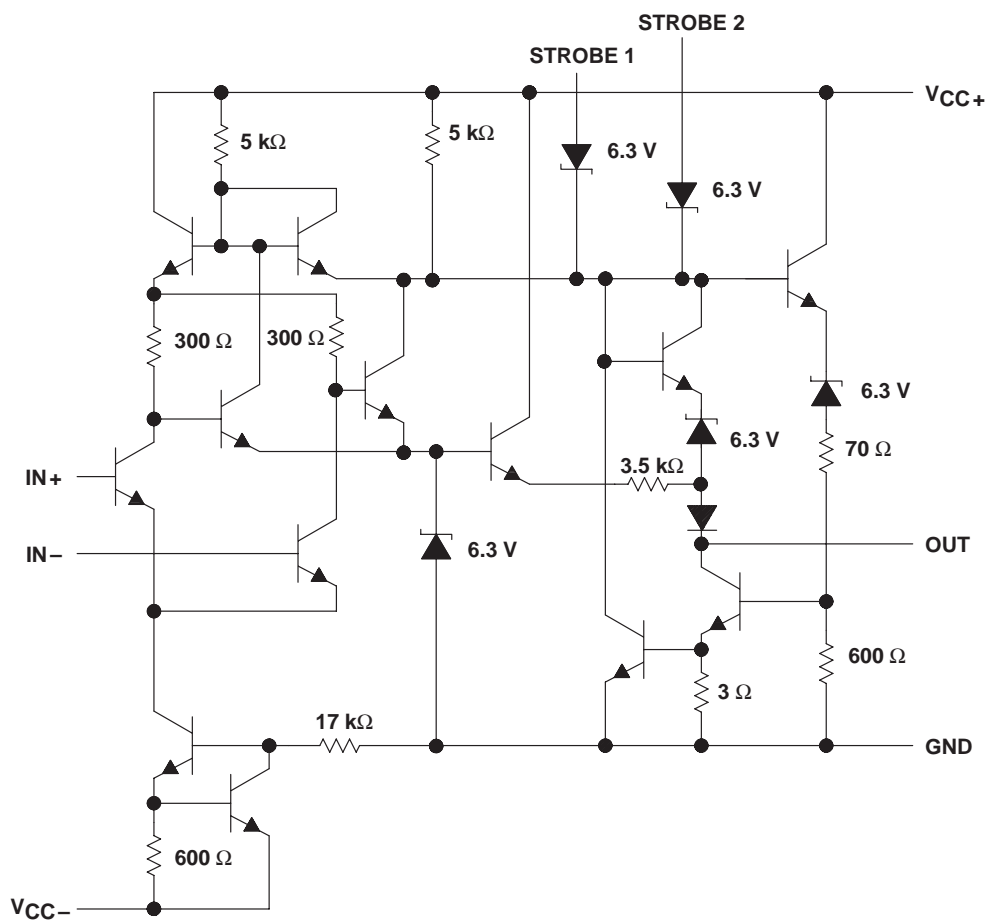 STROBE 2
STROBE 1
VCC+
5 kΩ
5 kΩ
6.3 V
6.3 V
300 Ω
300 Ω
6.3 V
6.3 V
70 Ω
3.5 kΩ
IN+
IN−
6.3 V
OUT
600 Ω
3 Ω
17 kΩ
GND
600 Ω
VCC−